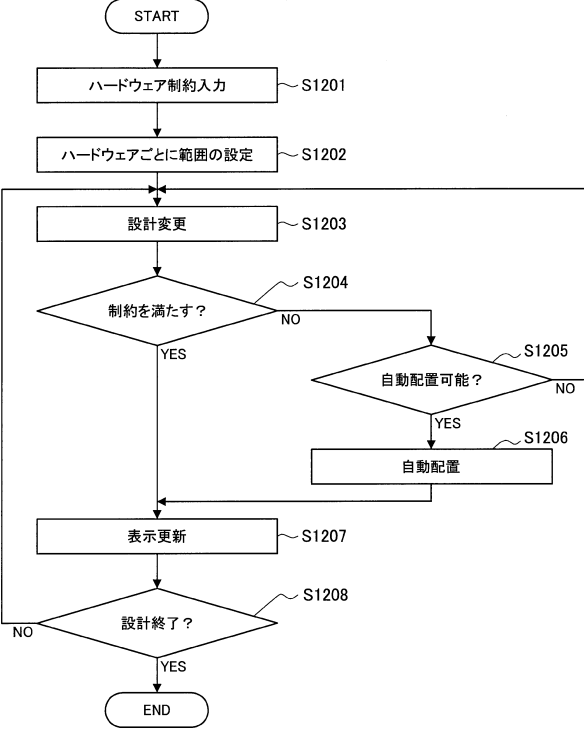 START
ハードウェア制約入力
S1201
ハードウェアごとに範囲の設定
S1202
設計変更
S1203
制約を満たす？
S1204
NO
YES
自動配置可能？
S1205
NO
YES
自動配置
S1206
表示更新
S1207
設計終了？
S1208
NO
YES
END